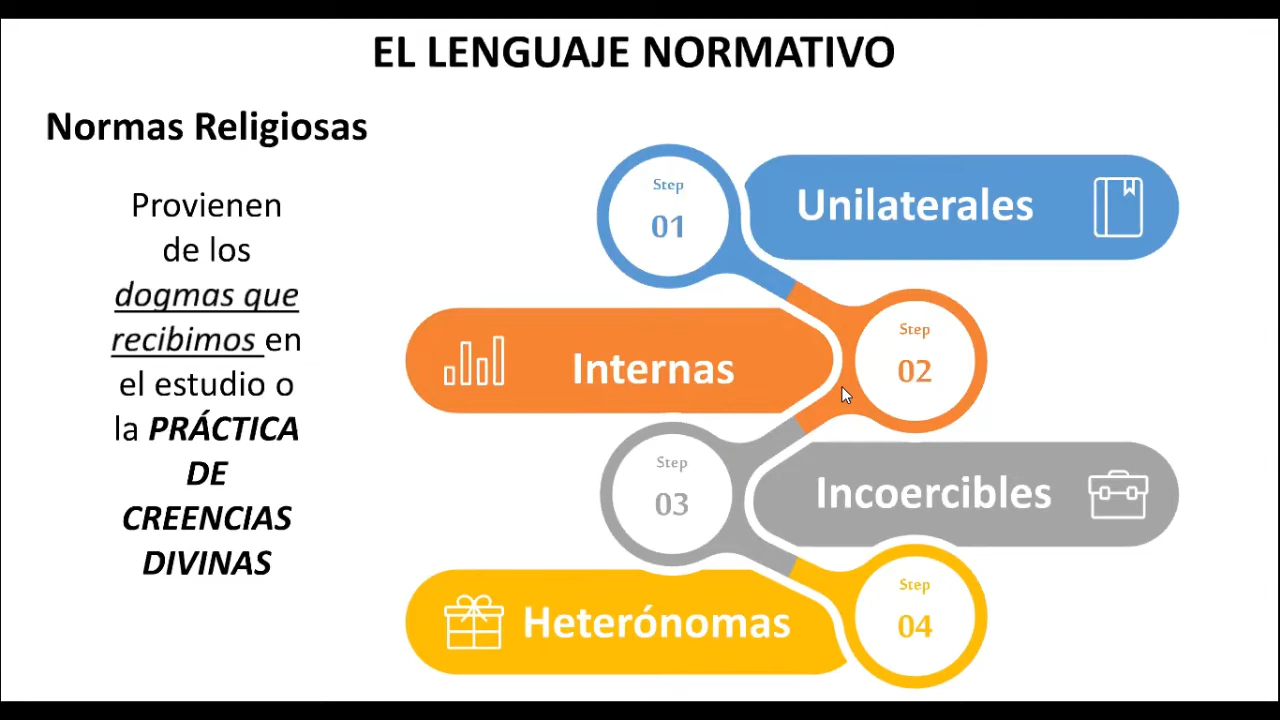 EL LENGUAJE NORMATIVO
Normas Religiosas
Provienen
de los
dogmas que
recibimos en
el estudio o
la PRÁCTICA
DE
CREENCIAS
DIVINAS
Step
01
Unilaterales
Internas
Step
02
Step
03
Incoercibles
Heterónomas
Step
04